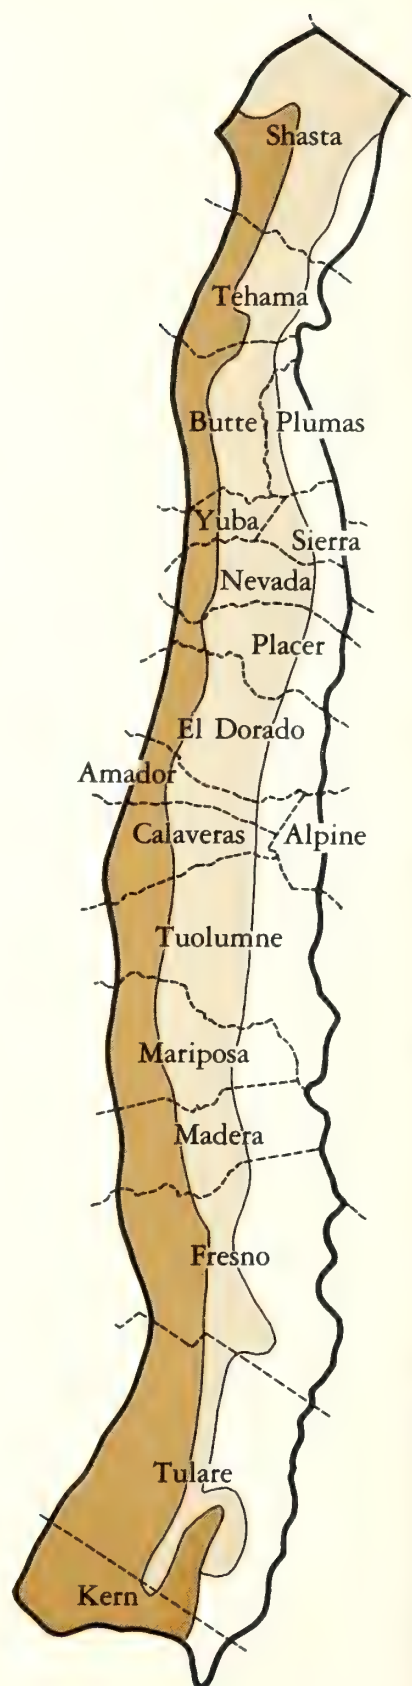 Shasta
Tehama
Butte Plumas
Yuba
Sierra
Nevada
Placer
El Dorado
Amador
Calaveras Alpine
Tuolumne
Mariposa
Madera
Fresno
Tulare
Kern